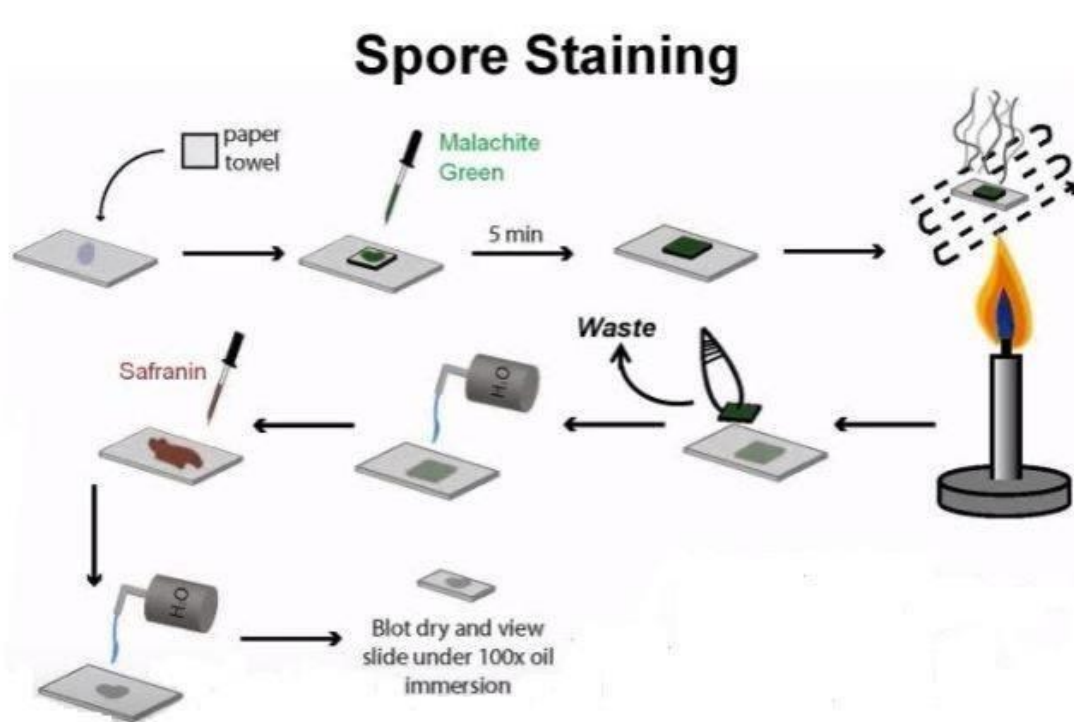 Spore Staining
paper
towel
Malachite
Green
5 min
Waste
H₂O
Safranin
H₂O
Blot dry and view
slide under 100x oil
immersion